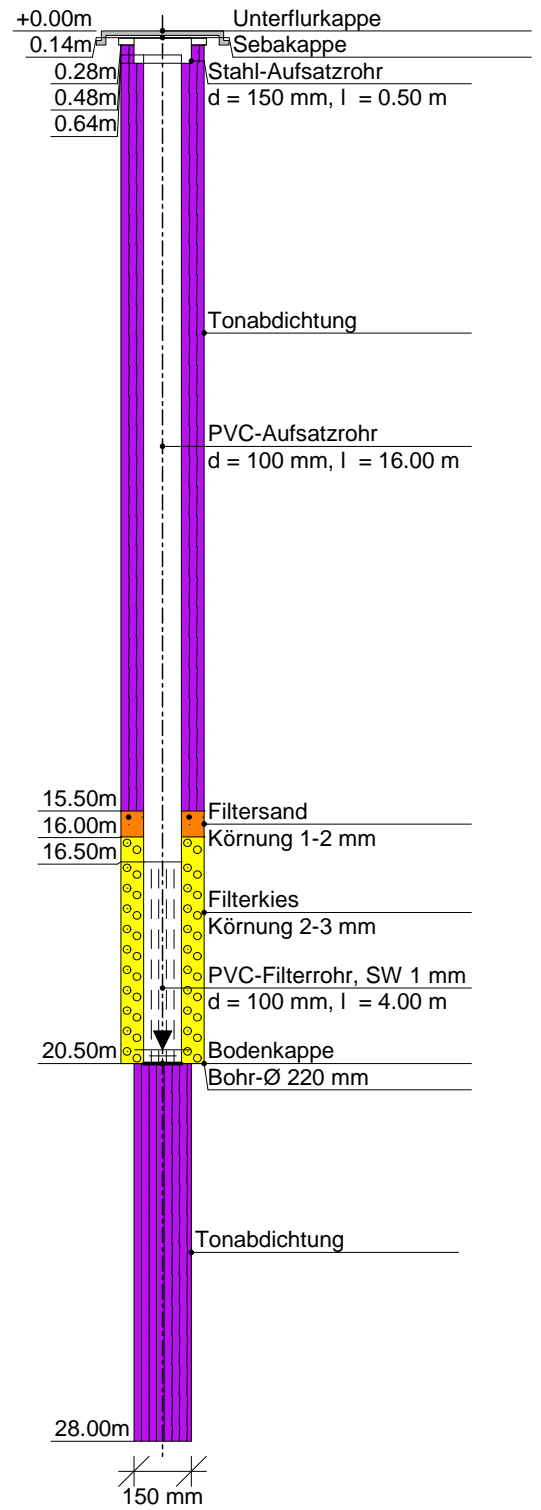 +0.00m Unterflurkappe
0.14m Sebakappe
0.28m Stahl-Aufsatzrohr
0.48m d = 150 mm, l = 0.50 m
0.64m
Tonabdichtung
PVC-Aufsatzrohr
d = 100 mm, l = 16.00 m
15.50m Filtersand
16.00m Körnung 1-2 mm
16.50m
Filterkies
Körnung 2-3 mm
PVC-Filterrohr, SW 1 mm
d = 100 mm, l = 4.00 m
20.50m Bodenkappe
Bohr-Ø 220 mm
Tonabdichtung
28.00m
150 mm